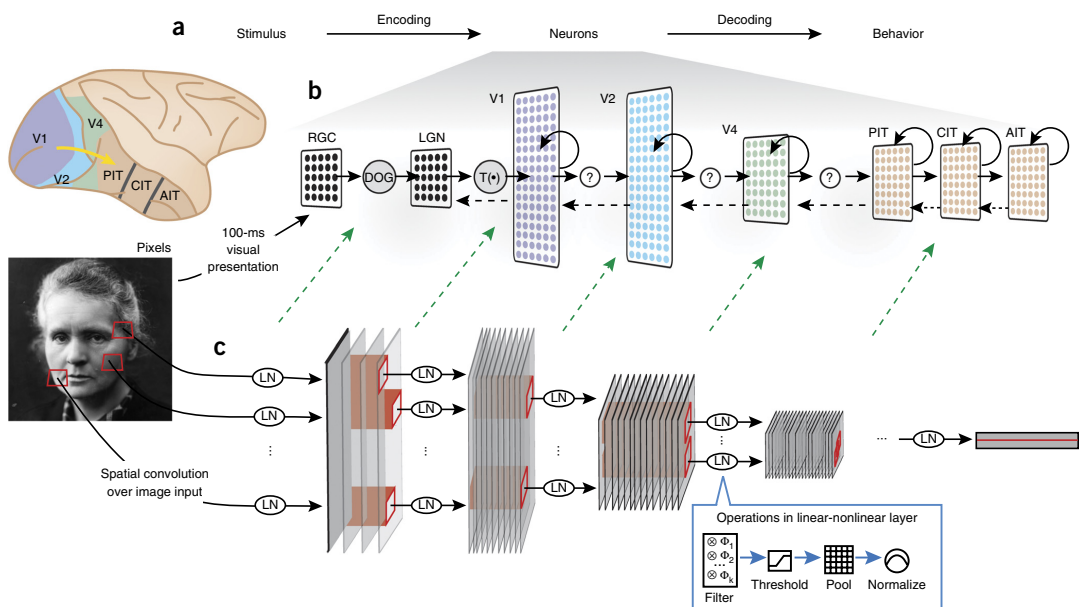 a
Stimulus
Encoding
Neurons
Decoding
Behavior
V1
V4
V2
PIT
CIT
AIT
b
RGC
DOG
LGN
T(•)
V1
?
V2
?
V4
?
PIT
CIT
AIT
Pixels
100-ms
visual
presentation
c
LN
LN
...
LN
LN
LN
...
LN
LN
...
LN
LN
...
LN
...
LN
Spatial convolution
over image input
Operations in linear-nonlinear layer
⊗ Φ1
⊗ Φ2
...
⊗ Φk
Filter
Threshold
Pool
Normalize